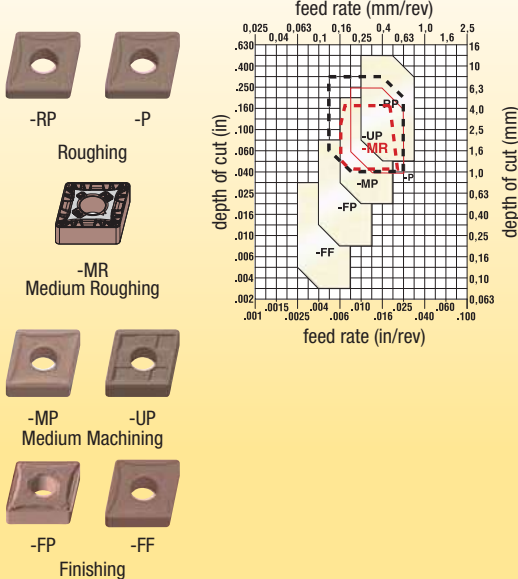 -RP -P
Roughing
-MR
Medium Roughing
-MP -UP
Medium Machining
-FP -FF
Finishing
feed rate (mm/rev)
0,025 0,063 0,16 0,4 1,0 2.5
0,04 0,1 0,25 0,63 1,6
depth of cut (in)
.630
.400
.250
.160
.100
.060
.040
.025
.016
.010
.006
.004
.002
-RP
-UP
-MR
-P
-MP
-FP
-FF
16
10
6,3
4,0
2,5
1,6
1,0
0,63
0,40
0,25
0,16
0,10
0,063
depth of cut (mm)
.0015 .004 .010 .025 .060
.001 .0025 .006 .016 .040 .100
feed rate (in/rev)